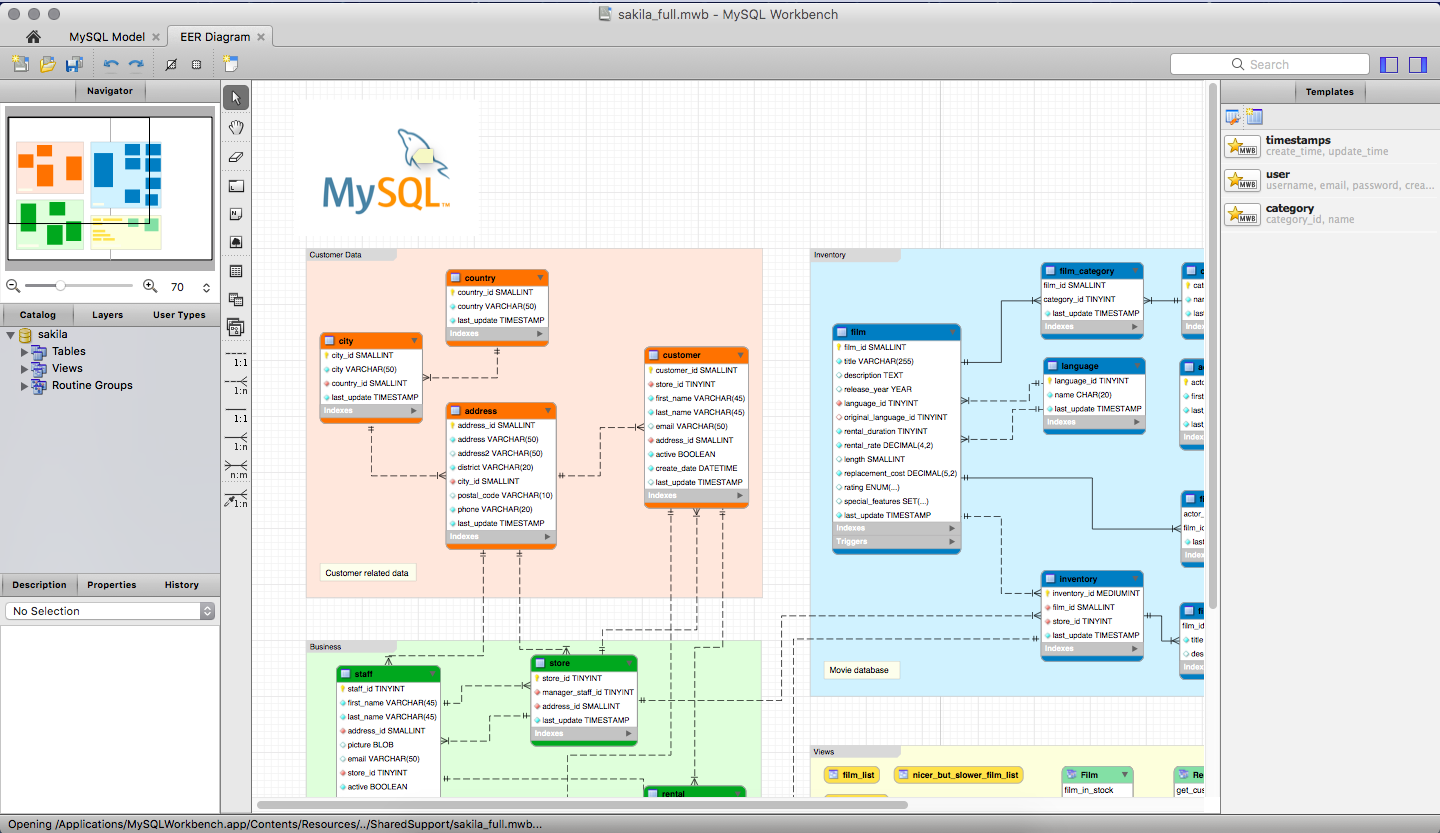 sakila_full.mwb - MySQL Workbench
MySQL Model
EER Diagram
Search
Navigator
70
Catalog Layers User Types
sakila
Tables
Views
Routine Groups
Description Properties History
No Selection
1:1
1:n
1:1
1:n
n:m
1:n
MySQL™
Customer Data
country
country_id SMALLINT
country VARCHAR(50)
last_update TIMESTAMP
Indexes
city
city_id SMALLINT
city VARCHAR(50)
country_id SMALLINT
last_update TIMESTAMP
Indexes
address
address_id SMALLINT
address VARCHAR(50)
address2 VARCHAR(50)
district VARCHAR(20)
city_id SMALLINT
postal_code VARCHAR(10)
phone VARCHAR(20)
last_update TIMESTAMP
Indexes
customer
customer_id SMALLINT
store_id TINYINT
first_name VARCHAR(45)
last_name VARCHAR(45)
email VARCHAR(50)
address_id SMALLINT
active BOOLEAN
create_date DATETIME
last_update TIMESTAMP
Indexes
Customer related data
Business
staff
staff_id TINYINT
first_name VARCHAR(45)
last_name VARCHAR(45)
address_id SMALLINT
picture BLOB
email VARCHAR(50)
store_id TINYINT
active BOOLEAN
store
store_id TINYINT
manager_staff_id TINYINT
address_id SMALLINT
last_update TIMESTAMP
Indexes
rental
Inventory
film
film_id SMALLINT
title VARCHAR(255)
description TEXT
release_year YEAR
language_id TINYINT
original_language_id TINYINT
rental_duration TINYINT
rental_rate DECIMAL(4,2)
length SMALLINT
replacement_cost DECIMAL(5,2)
rating ENUM(...)
special_features SET(...)
last_update TIMESTAMP
Indexes
Triggers
film_category
film_id SMALLINT
category_id TINYINT
last_update TIMESTAMP
Indexes
language
language_id TINYINT
name CHAR(20)
last_update TIMESTAMP
Indexes
inventory
inventory_id MEDIUMINT
film_id SMALLINT
store_id TINYINT
last_update TIMESTAMP
Indexes
Movie database
Views
film_list
nicer_but_slower_film_list
Film
film_in_stock
Templates
timestamps
create_time, update_time
user
username, email, password, crea...
category
category_id, name
Opening /Applications/MySQLWorkbench.app/Contents/Resources/../SharedSupport/sakila_full.mwb...